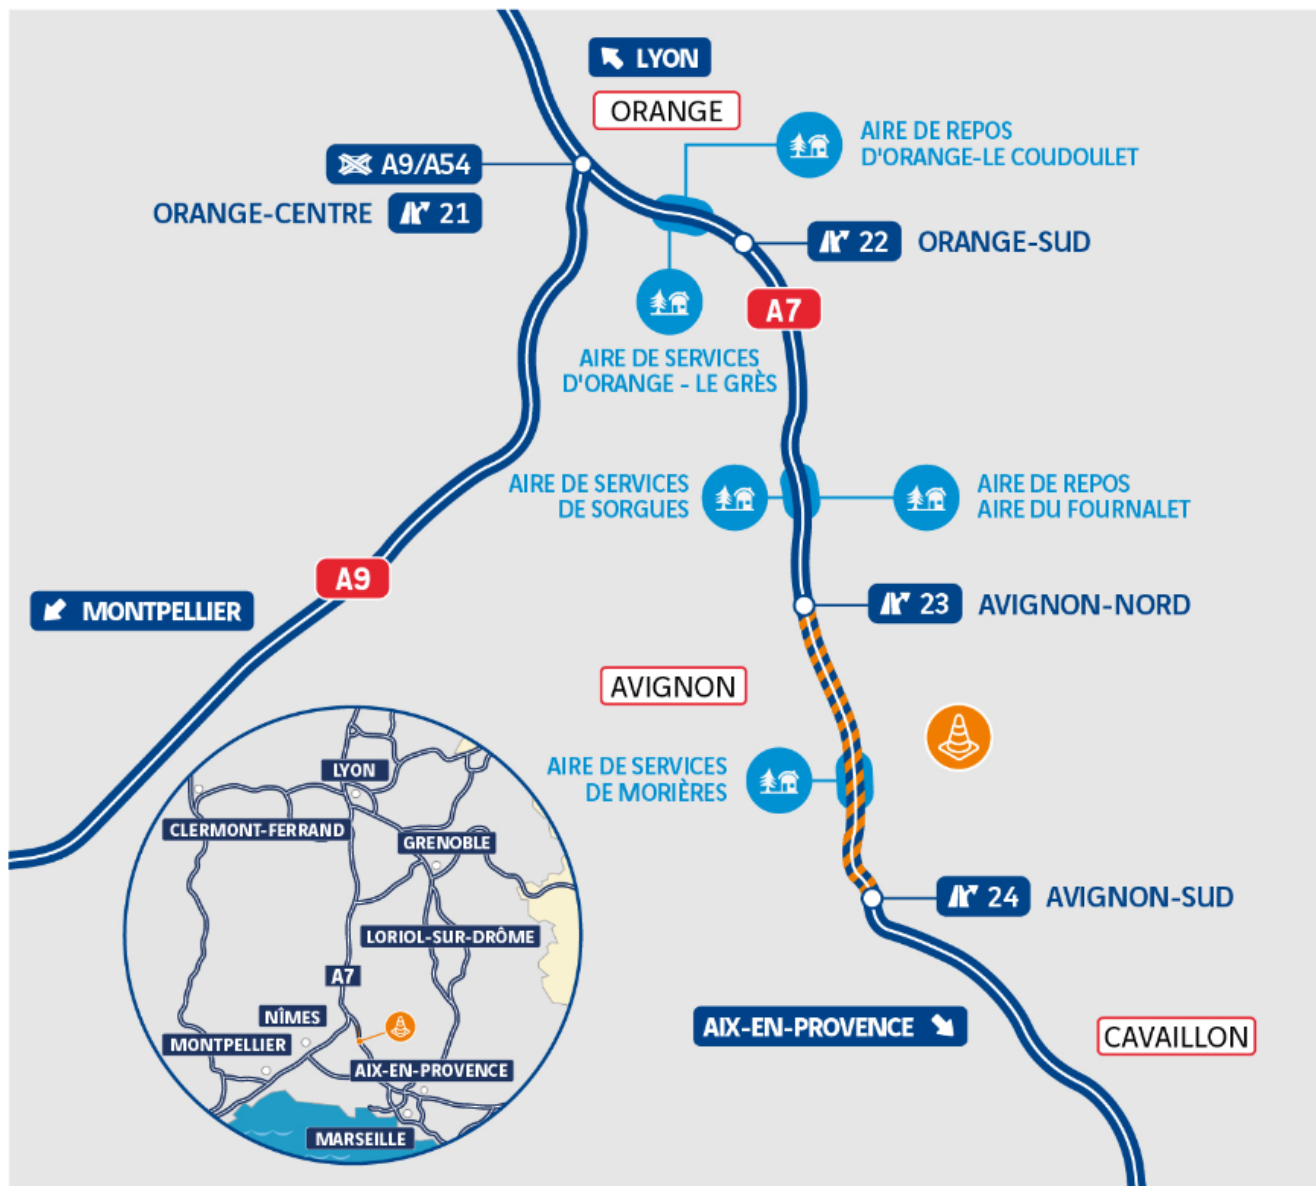 LYON
ORANGE
AIRE DE REPOS
D'ORANGE-LE COUDOULET
A9/A54
ORANGE-CENTRE 21
22 ORANGE-SUD
A7
AIRE DE SERVICES
D'ORANGE - LE GRÈS
AIRE DE SERVICES
DE SORGUES
AIRE DE REPOS
AIRE DU FOURNALET
A9
MONTPELLIER
23 AVIGNON-NORD
AVIGNON
AIRE DE SERVICES
DE MORIÈRES
24 AVIGNON-SUD
AIX-EN-PROVENCE
CAVAILLON
LYON
CLERMONT-FERRAND
GRENOBLE
LORIOL-SUR-DRÔME
A7
NÎMES
MONTPELLIER
AIX-EN-PROVENCE
MARSEILLE